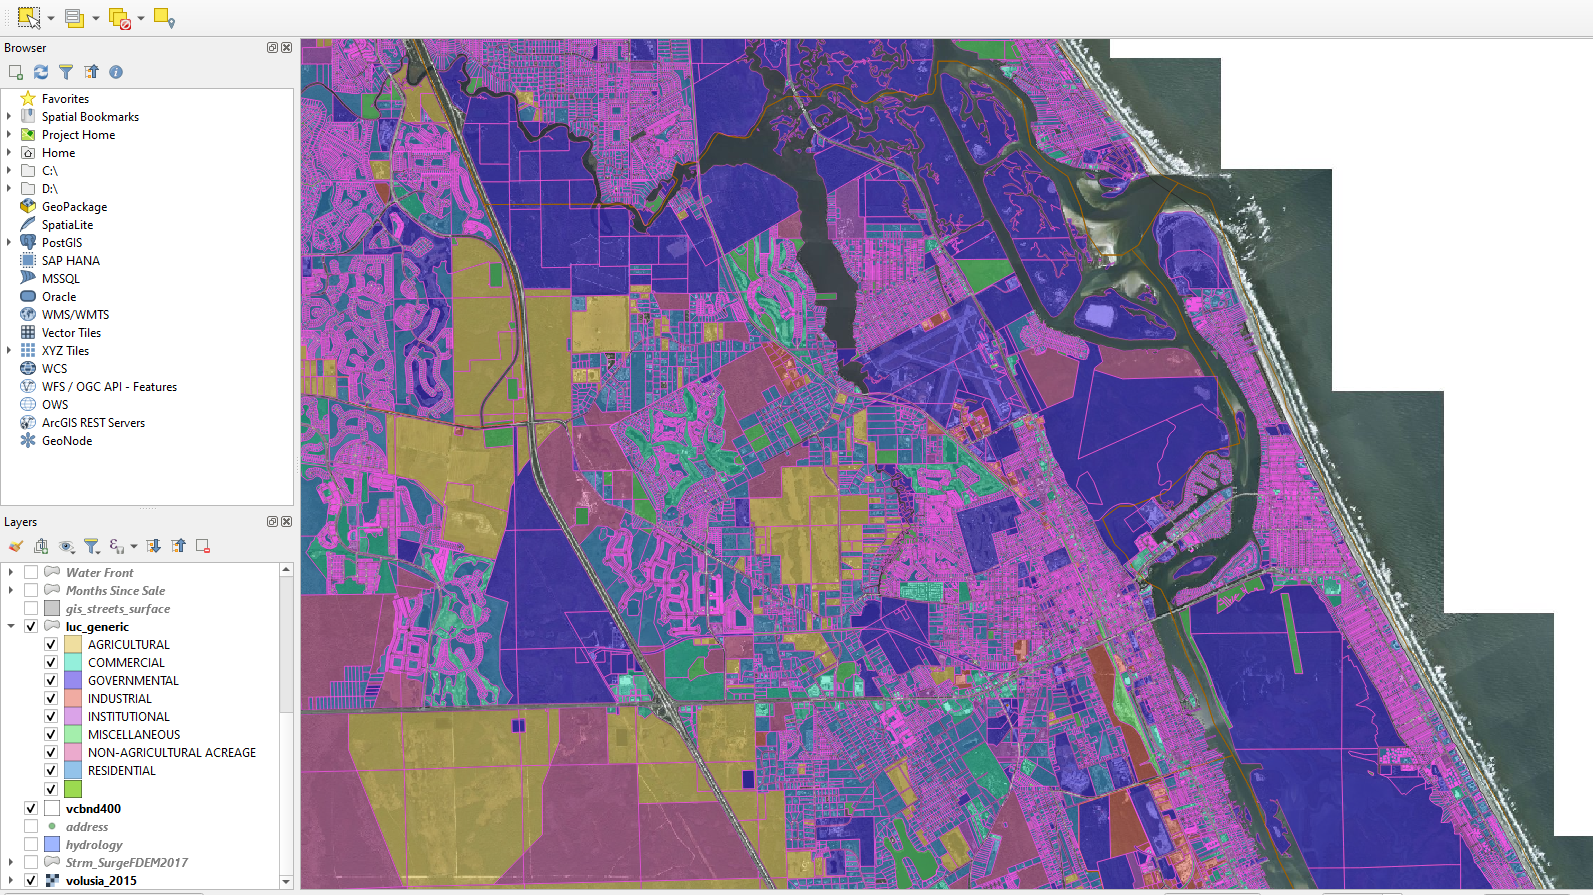 Browser
Favorites
Spatial Bookmarks
Project Home
Home
C:\
D:\
GeoPackage
SpatiaLite
PostGIS
SAP HANA
MSSQL
Oracle
WMS/WMTS
Vector Tiles
XYZ Tiles
WCS
WFS / OGC API - Features
OWS
ArcGIS REST Servers
GeoNode
Layers
Water Front
Months Since Sale
gis_streets_surface
luc_generic
AGRICULTURAL
COMMERCIAL
GOVERNMENTAL
INDUSTRIAL
INSTITUTIONAL
MISCELLANEOUS
NON-AGRICULTURAL ACREAGE
RESIDENTIAL
vcbnd400
address
hydrology
Strm_SurgeFDEM2017
volusia_2015